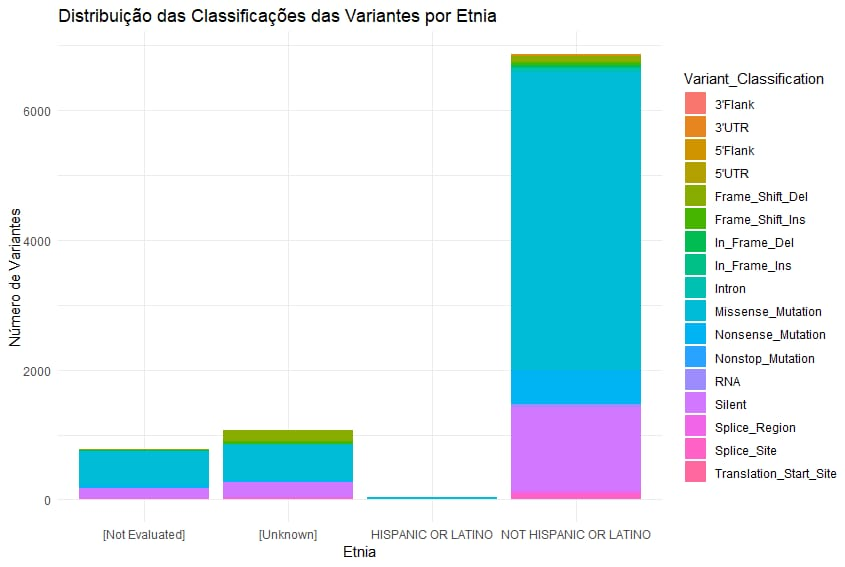 Distribuição das Classificações das Variantes por Etnia
Número de Variantes
6000
4000
2000
0
[Not Evaluated]
[Unknown]
HISPANIC OR LATINO
NOT HISPANIC OR LATINO
Etnia
Variant_Classification
3'Flank
3'UTR
5'Flank
5'UTR
Frame_Shift_Del
Frame_Shift_Ins
In_Frame_Del
In_Frame_Ins
Intron
Missense_Mutation
Nonsense_Mutation
Nonstop_Mutation
RNA
Silent
Splice_Region
Splice_Site
Translation_Start_Site